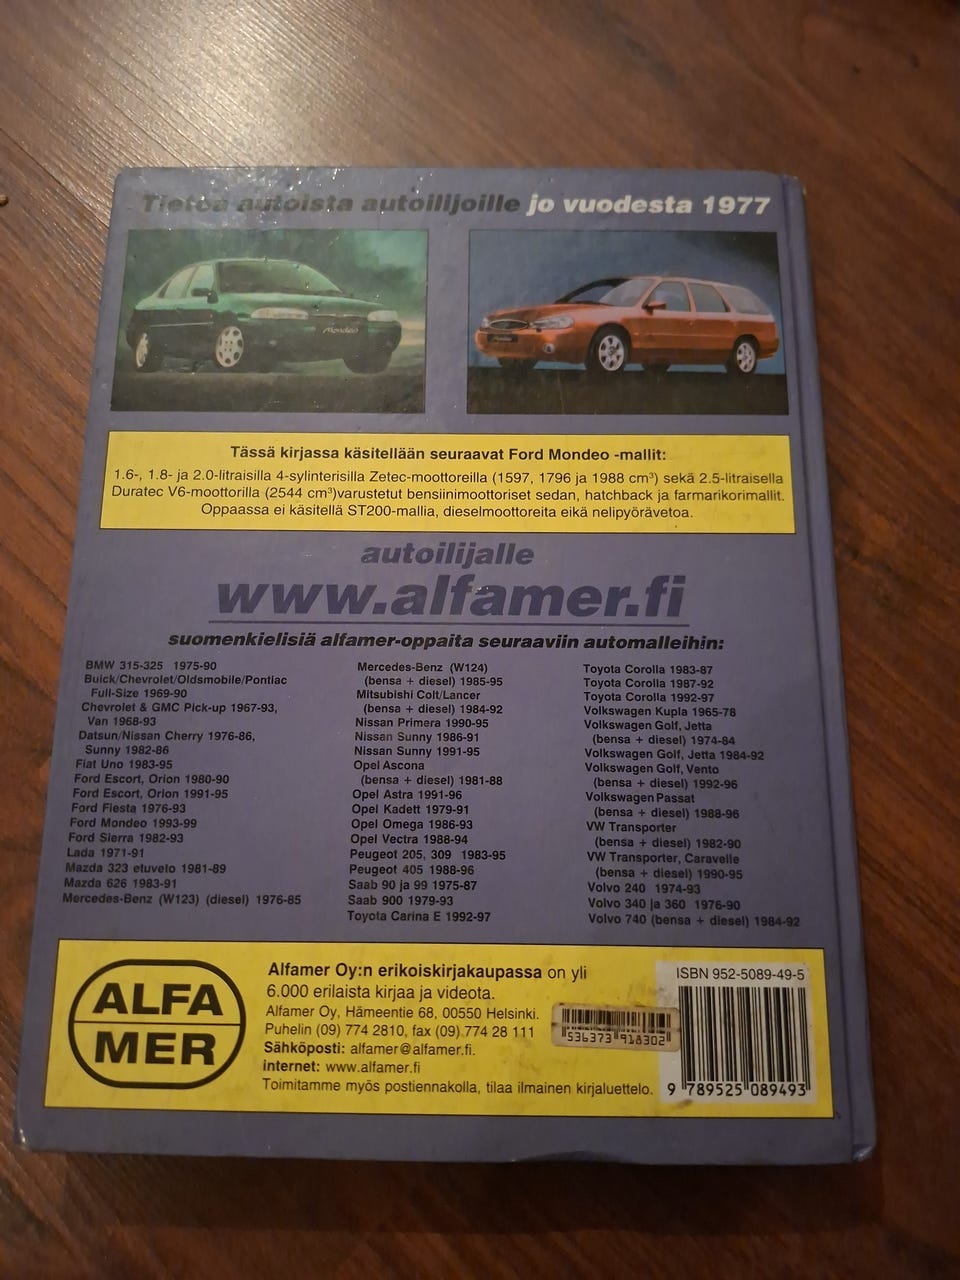 Tietoa autoista autoilijoille jo vuodesta 1977
Mondeo
Tässä kirjassa käsitellään seuraavat Ford Mondeo -mallit:
1.6-, 1.8- ja 2.0-litraisilla 4-sylinterisilla Zetec-moottoreilla (1597, 1796 ja 1988 cm³) sekä 2.5-litraisella
Duratec V6-moottorilla (2544 cm³)varustetut bensiinimoottoriset sedan, hatchback ja farmarikorimallit.
Oppaassa ei käsitellä ST200-mallia, dieselmoottoreita eikä nelipyörävetoa.
autoilijalle
www.alfamer.fi
suomenkielisiä alfamer-oppaita seuraaviin automalleihin:
BMW 315-325 1975-90
Buick/Chevrolet/Oldsmobile/Pontiac
Full-Size 1969-90
Chevrolet & GMC Pick-up 1967-93,
Van 1968-93
Datsun/Nissan Cherry 1976-86,
Sunny 1982-86
Fiat Uno 1983-95
Ford Escort, Orion 1980-90
Ford Escort, Orion 1991-95
Ford Fiesta 1976-93
Ford Mondeo 1993-99
Ford Sierra 1982-93
Lada 1971-91
Mazda 323 etuveto 1981-89
Mazda 626 1983-91
Mercedes-Benz (W123) (diesel) 1976-85
Mercedes-Benz (W124)
(bensa + diesel) 1985-95
Mitsubishi Colt/Lancer
(bensa + diesel) 1984-92
Nissan Primera 1990-95
Nissan Sunny 1986-91
Nissan Sunny 1991-95
Opel Ascona
(bensa + diesel) 1981-88
Opel Astra 1991-96
Opel Kadett 1979-91
Opel Omega 1986-93
Opel Vectra 1988-94
Peugeot 205, 309 1983-95
Peugeot 405 1988-96
Saab 90 ja 99 1975-87
Saab 900 1979-93
Toyota Carina E 1992-97
Toyota Corolla 1983-87
Toyota Corolla 1987-92
Toyota Corolla 1992-97
Volkswagen Kupla 1965-78
Volkswagen Golf, Jetta
(bensa + diesel) 1974-84
Volkswagen Golf, Jetta 1984-92
Volkswagen Golf, Vento
(bensa + diesel) 1992-96
Volkswagen Passat
(bensa + diesel) 1988-96
VW Transporter
(bensa + diesel) 1982-90
VW Transporter, Caravelle
(bensa + diesel) 1990-95
Volvo 240 1974-93
Volvo 340 ja 360 1976-90
Volvo 740 (bensa + diesel) 1984-92
ALFA
MER
Alfamer Oy:n erikoiskirjakaupassa on yli
6.000 erilaista kirjaa ja videota.
Alfamer Oy, Hämeentie 68, 00550 Helsinki.
Puhelin (09) 774 2810, fax (09) 774 28 111
Sähköposti: alfamer@alfamer.fi.
internet: www.alfamer.fi
Toimitamme myös postiennakolla, tilaa ilmainen kirjaluettelo.
536373 918302
ISBN 952-5089-49-5
9 789525 089493